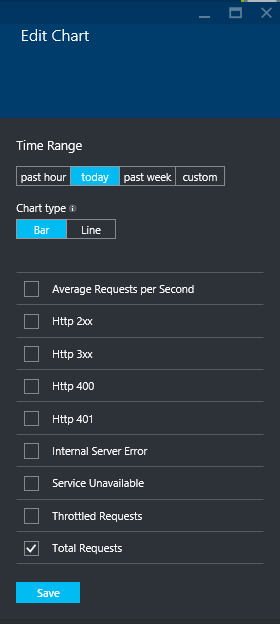 Edit Chart
Time Range
past hour today past week custom
Chart type
Bar Line
Average Requests per Second
Http 2xx
Http 3xx
Http 400
Http 401
Internal Server Error
Service Unavailable
Throttled Requests
Total Requests
Save